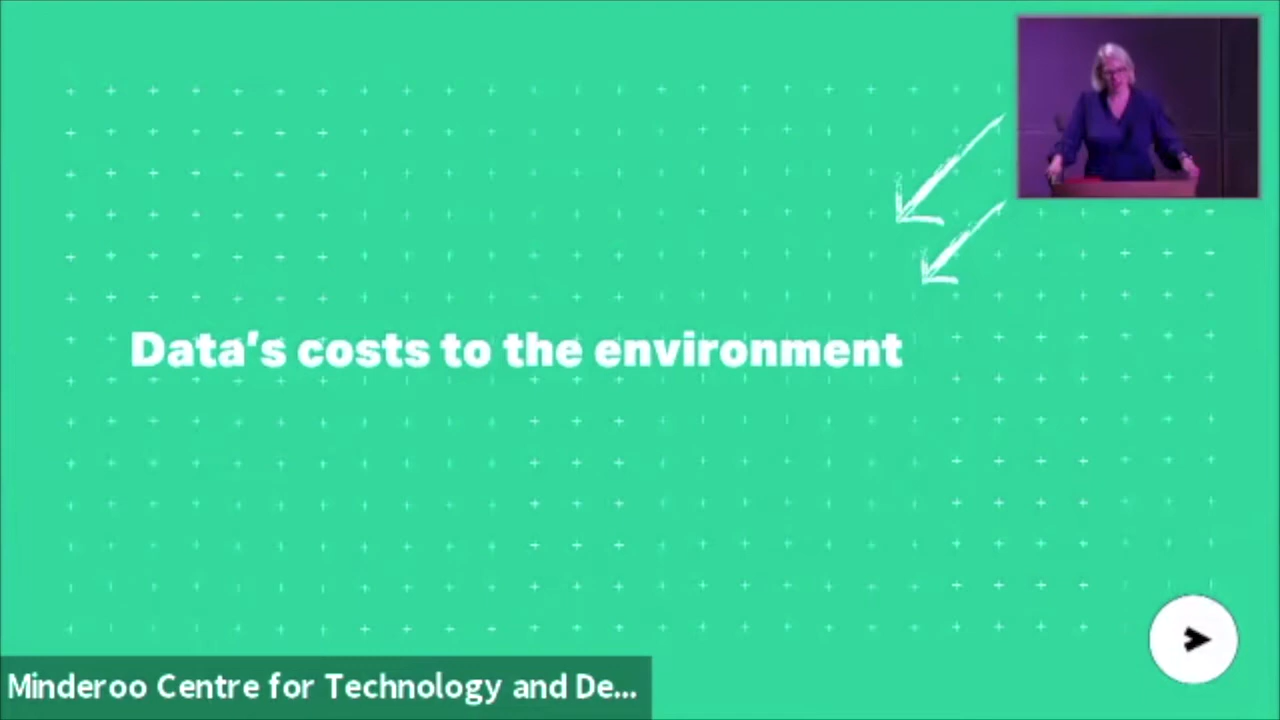 Data's costs to the environment
Minderoo Centre for Technology and De...